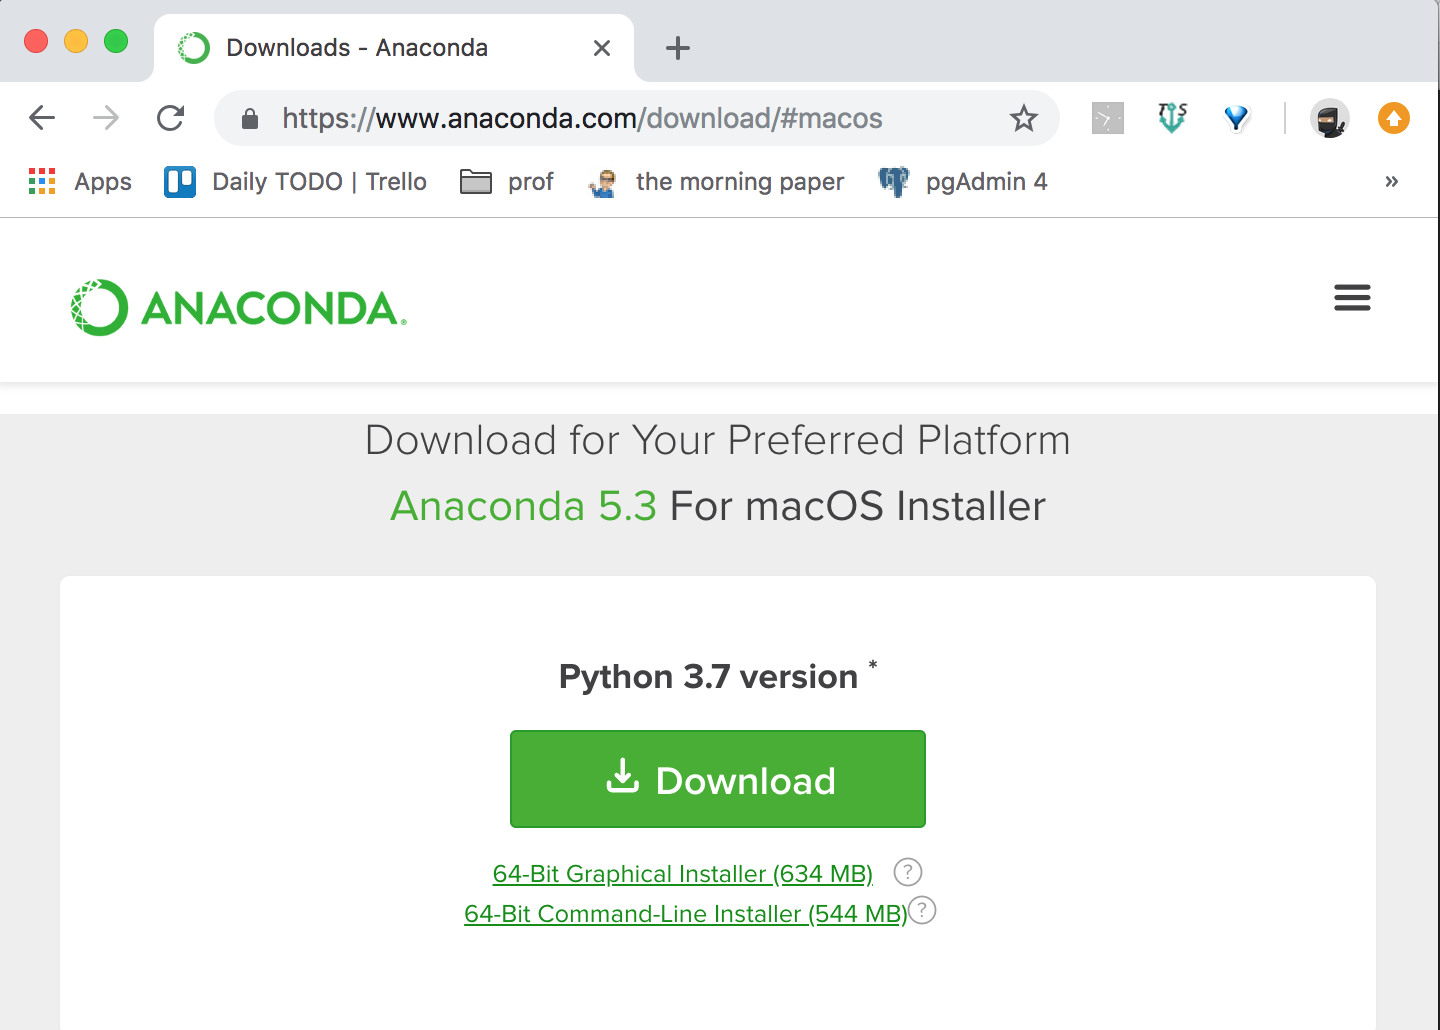 Downloads - Anaconda
https://www.anaconda.com/download/#macos
TS
Apps Daily TODO | Trello prof the morning paper pgAdmin 4 »
ANACONDA®
Download for Your Preferred Platform
Anaconda 5.3 For macOS Installer
Python 3.7 version *
Download
64-Bit Graphical Installer (634 MB) ?
64-Bit Command-Line Installer (544 MB) ?